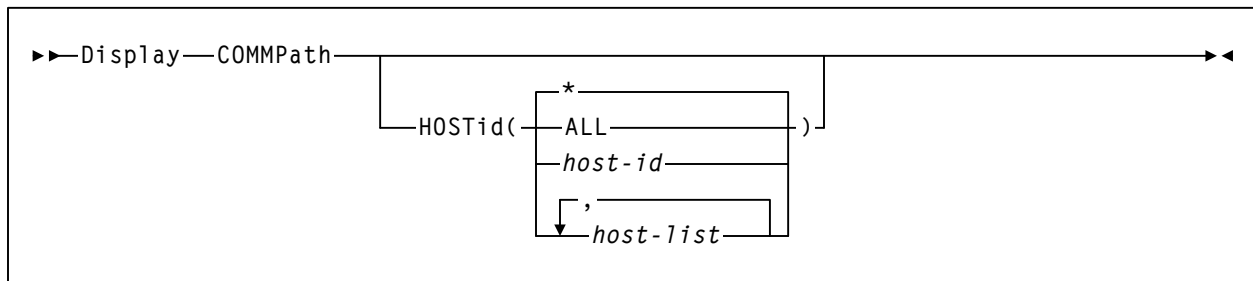 Display COMMPath
*
HOSTid( ALL )
host-id
,
host-list